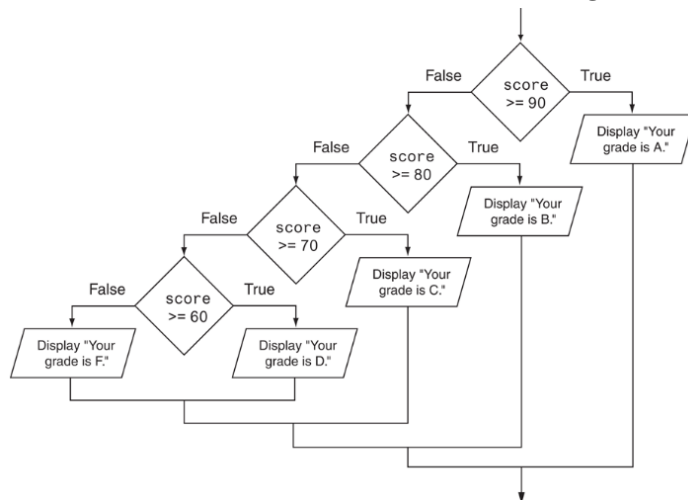 False
score
>= 90
True
Display "Your
grade is A."
False
score
>= 80
True
Display "Your
grade is B."
False
score
>= 70
True
Display "Your
grade is C."
False
score
>= 60
True
Display "Your
grade is F."
Display "Your
grade is D."